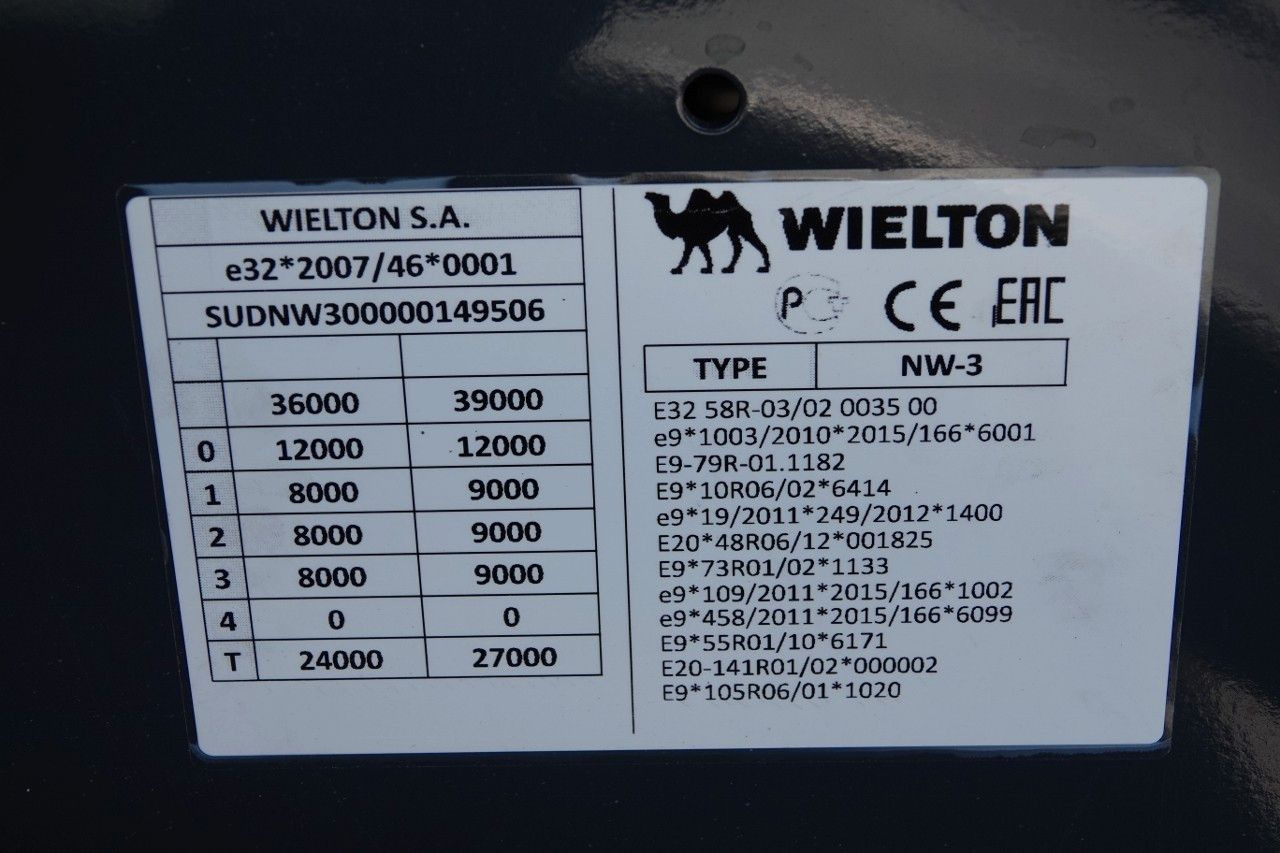 WIELTON S.A.
e32*2007/46*0001
SUDNW300000149506
36000 39000
0 12000 12000
1 8000 9000
2 8000 9000
3 8000 9000
4 0 0
T 24000 27000
WIELTON
CE EAC
TYPE NW-3
E32 58R-03/02 0035 00
e9*1003/2010*2015/166*6001
E9-79R-01.1182
E9*10R06/02*6414
e9*19/2011*249/2012*1400
E20*48R06/12*001825
E9*73R01/02*1133
e9*109/2011*2015/166*1002
e9*458/2011*2015/166*6099
E9*55R01/10*6171
E20-141R01/02*000002
E9*105R06/01*1020